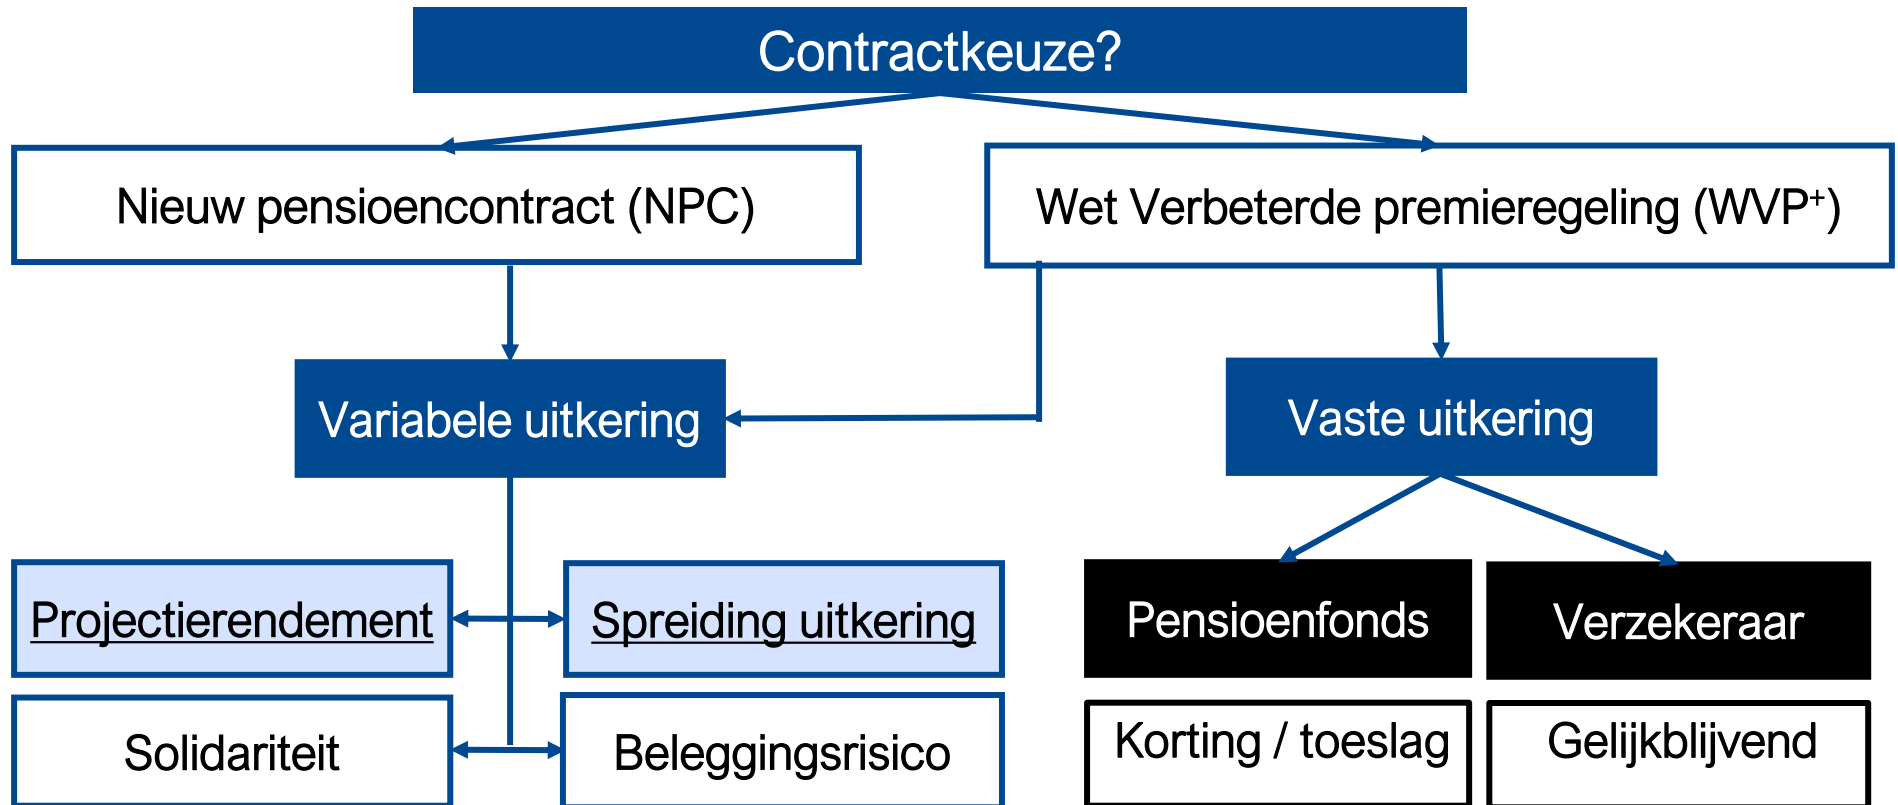 Contractkeuze?
Nieuw pensioencontract (NPC)
Wet Verbeterde premieregeling (WVP⁺)
Variabele uitkering
Vaste uitkering
Projectierendement
Spreiding uitkering
Pensioenfonds
Verzekeraar
Solidariteit
Beleggingsrisico
Korting / toeslag
Gelijkblijvend